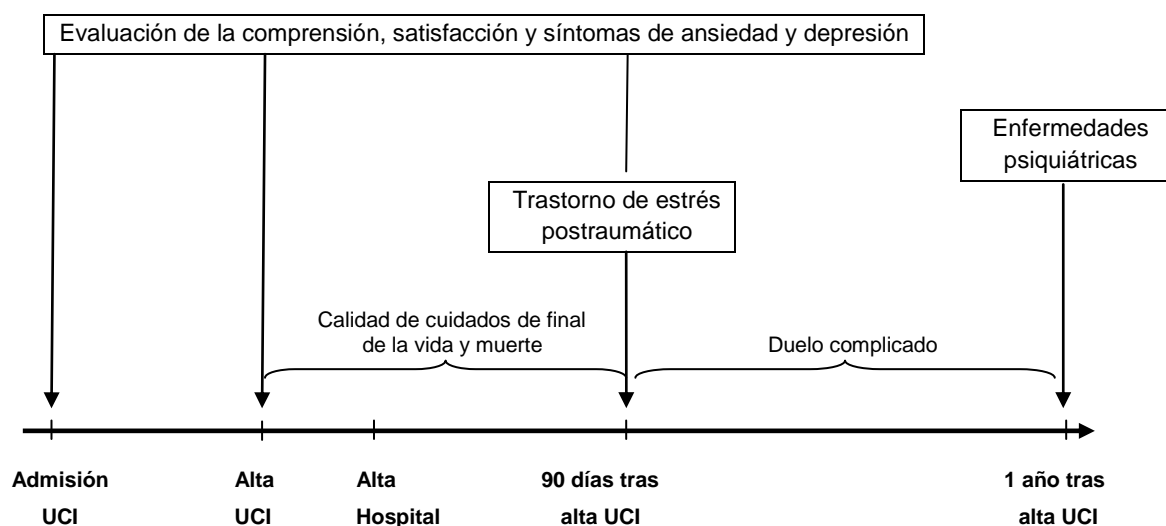 Evaluación de la comprensión, satisfacción y síntomas de ansiedad y depresión
Enfermedades
psiquiátricas
Trastorno de estrés
postraumático
Calidad de cuidados de final
de la vida y muerte
Duelo complicado
Admisión
UCI
Alta
UCI
Alta
Hospital
90 días tras
alta UCI
1 año tras
alta UCI